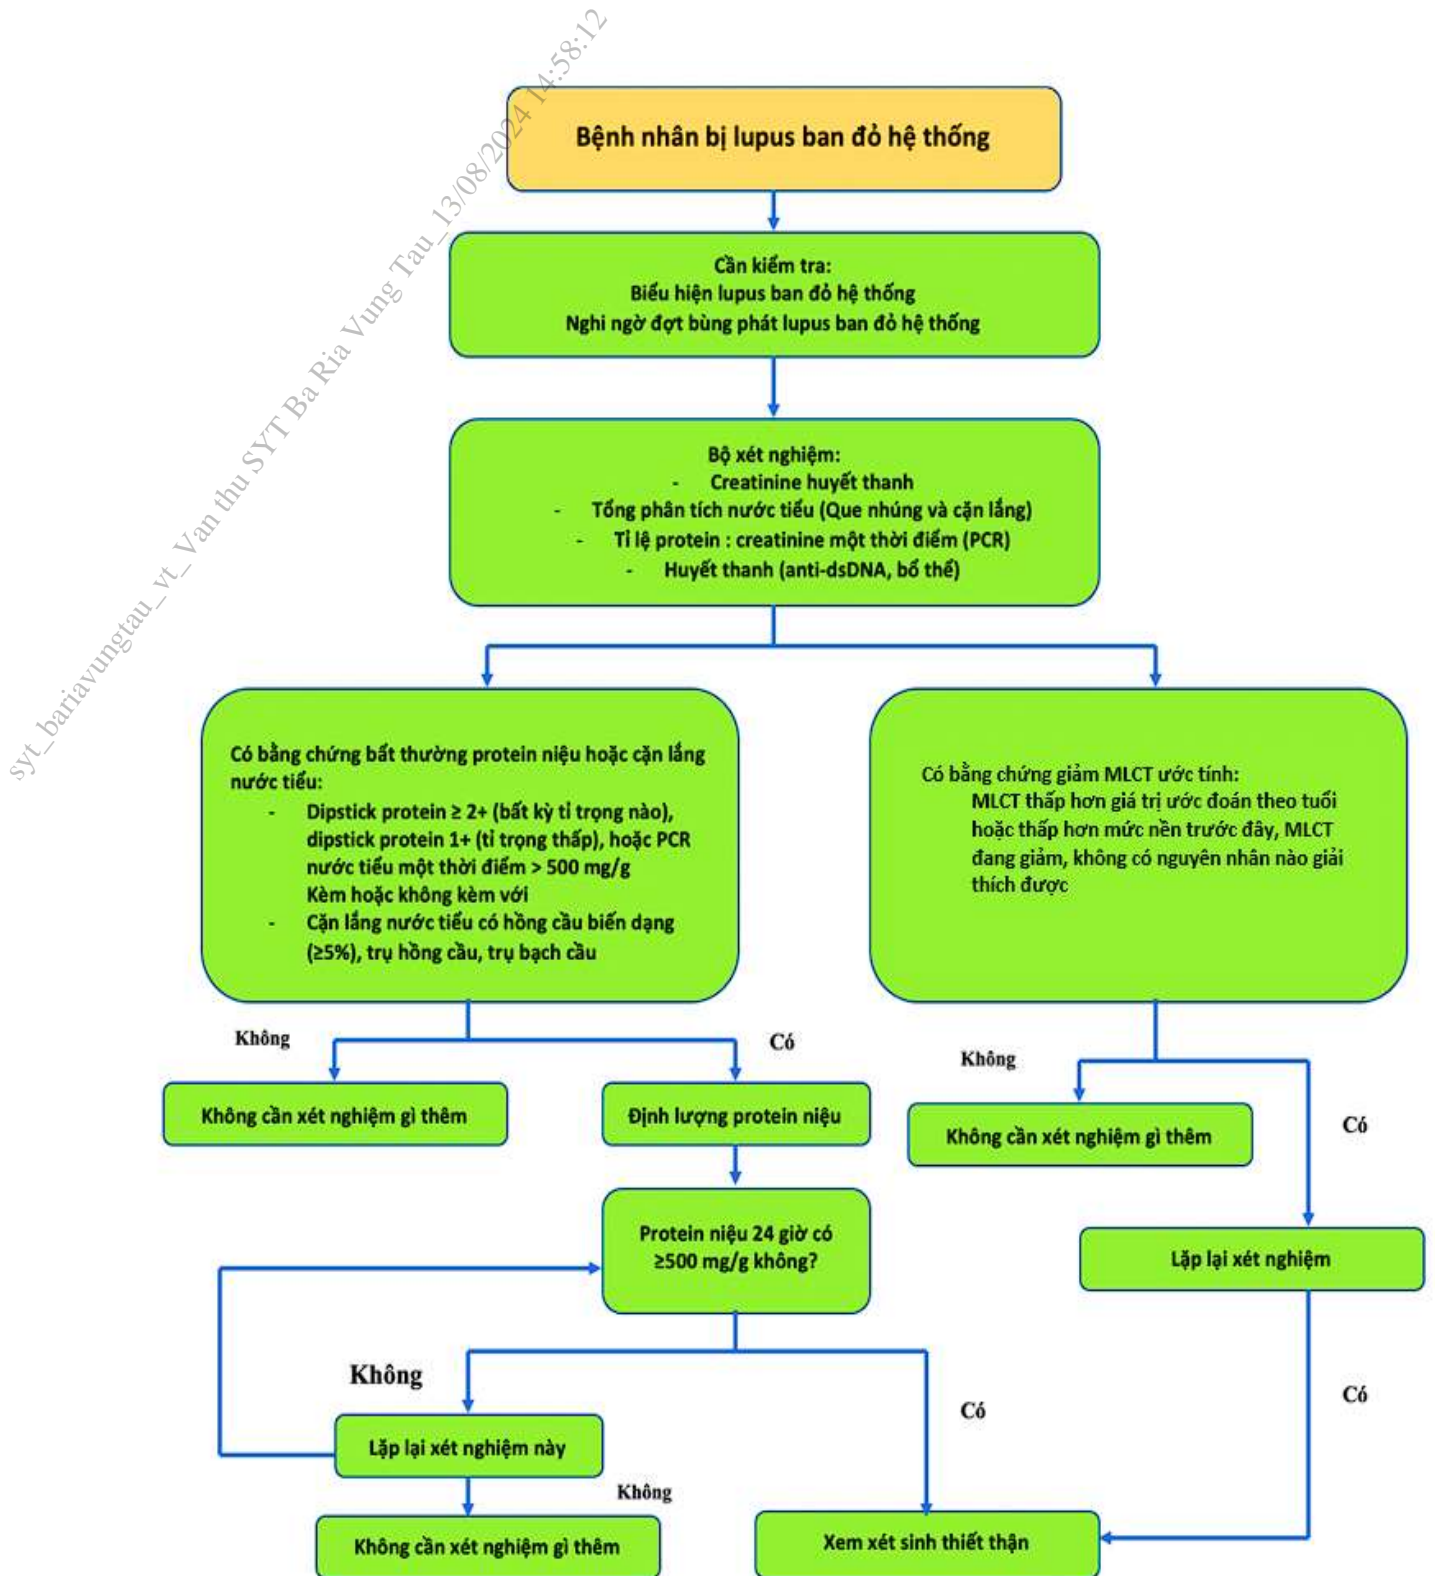 syt_bariavungtau_vt_Van thu SYT Ba Ria Vung Tau_13/08/2024 14:58:12
Bệnh nhân bị lupus ban đỏ hệ thống
Cần kiểm tra:
Biểu hiện lupus ban đỏ hệ thống
Nghi ngờ đợt bùng phát lupus ban đỏ hệ thống
Bộ xét nghiệm:
- Creatinine huyết thanh
- Tổng phân tích nước tiểu (Que nhúng và cặn lắng)
- Tỉ lệ protein : creatinine một thời điểm (PCR)
- Huyết thanh (anti-dsDNA, bổ thể)
Có bằng chứng bất thường protein niệu hoặc cặn lắng
nước tiểu:
- Dipstick protein ≥ 2+ (bất kỳ tỉ trọng nào),
dipstick protein 1+ (tỉ trọng thấp), hoặc PCR
nước tiểu một thời điểm > 500 mg/g
Kèm hoặc không kèm với
- Cặn lắng nước tiểu có hồng cầu biến dạng
(≥5%), trụ hồng cầu, trụ bạch cầu
Có bằng chứng giảm MLCT ước tính:
MLCT thấp hơn giá trị ước đoán theo tuổi
hoặc thấp hơn mức nền trước đây, MLCT
đang giảm, không có nguyên nhân nào giải
thích được
Không
Có
Không
Không cần xét nghiệm gì thêm
Định lượng protein niệu
Không cần xét nghiệm gì thêm
Có
Protein niệu 24 giờ có
≥500 mg/g không?
Lặp lại xét nghiệm
Không
Có
Có
Lặp lại xét nghiệm này
Không
Không cần xét nghiệm gì thêm
Xem xét sinh thiết thận